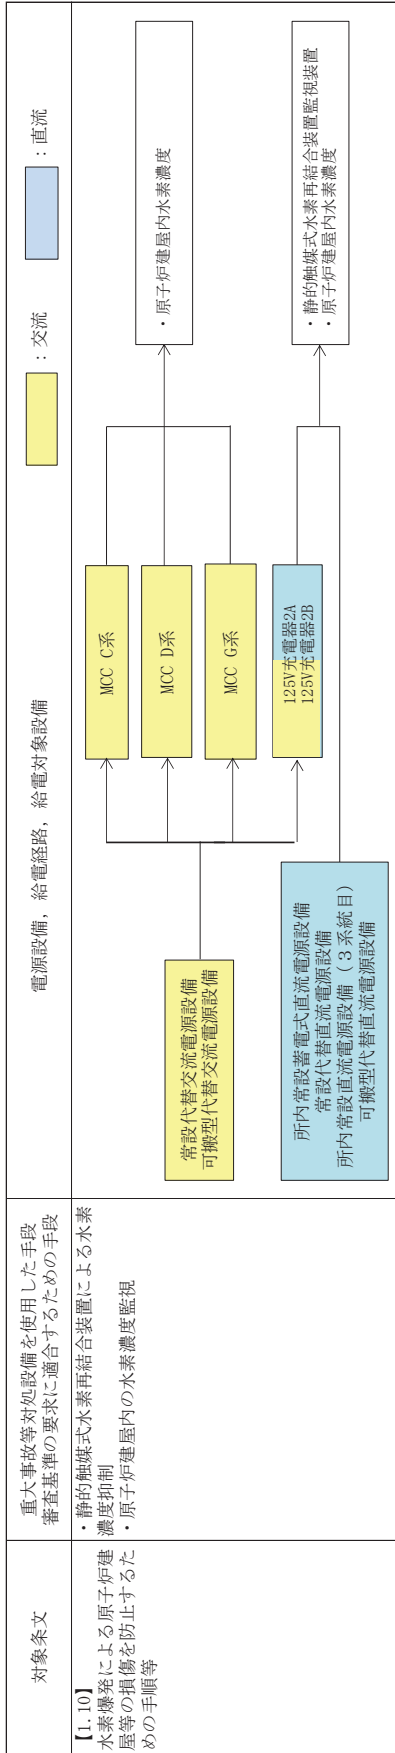 対象条文
重大事故等対処設備を使用した手段
審査基準の要求に適合するための手段
電源設備，給電経路，給電対象設備
：交流
：直流
【1.10】
水素爆発による原子炉建
屋等の損傷を防止するた
めの手順等
・静的触媒式水素再結合装置による水素
濃度抑制
・原子炉建屋内の水素濃度監視
常設代替交流電源設備
可搬型代替交流電源設備
所内常設蓄電式直流電源設備
常設代替直流電源設備
所内常設直流電源設備（３系統目）
可搬型代替直流電源設備
MCC C系
MCC D系
MCC G系
125V充電器2A
125V充電器2B
・原子炉建屋内水素濃度
・静的触媒式水素再結合装置監視装置
・原子炉建屋内水素濃度